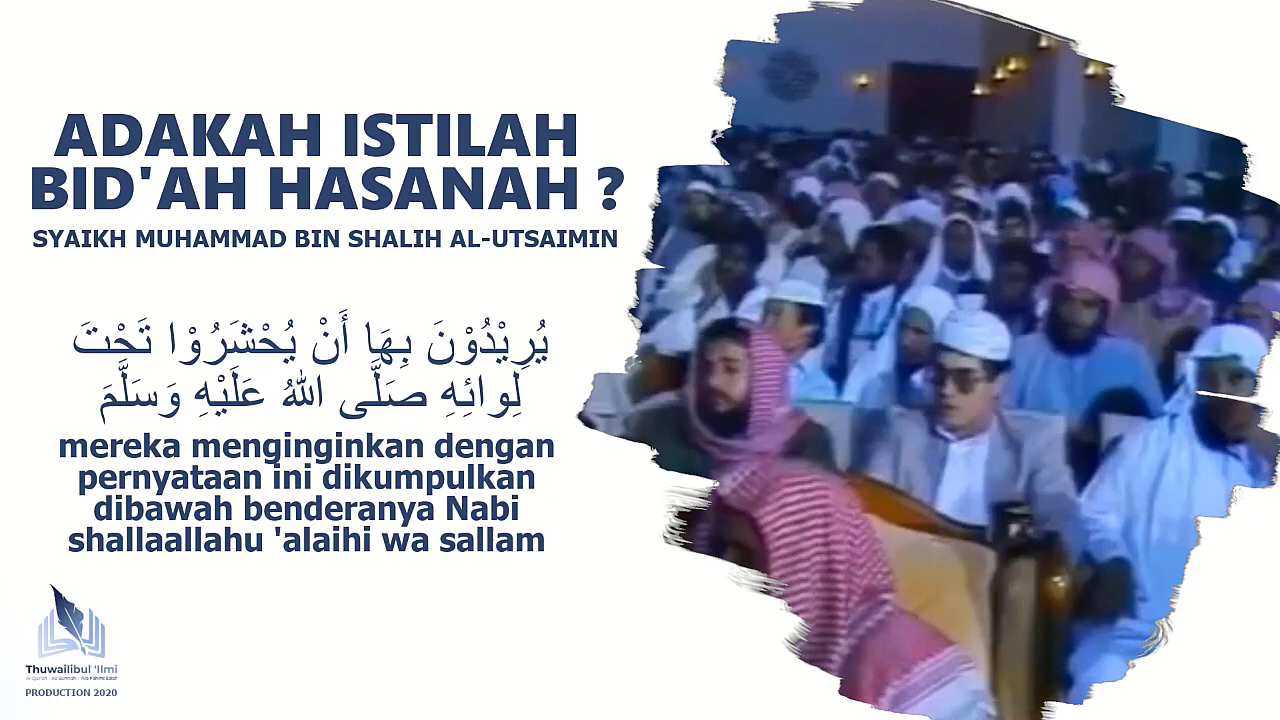 ADAKAH ISTILAH
BID'AH HASANAH ?
SYAIKH MUHAMMAD BIN SHALIH AL-UTSAIMIN
يُرِيْدُوْنَ بِهَا أَنْ يُحْشَرُوْا تَحْتَ
لِوائِهِ صَلَّى اللهُ عَلَيْهِ وَسَلَّمَ
mereka menginginkan dengan
pernyataan ini dikumpulkan
dibawah benderanya Nabi
shallaallahu 'alaihi wa sallam
Thuwailibul 'Ilmi
PRODUCTION 2020